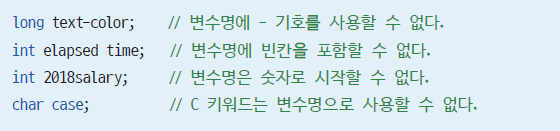 long text-color;    // 변수명에 - 기호를 사용할 수 없다.
int elapsed time;   // 변수명에 빈칸을 포함할 수 없다.
int 2018salary;     // 변수명은 숫자로 시작할 수 없다.
char case;          // C 키워드는 변수명으로 사용할 수 없다.